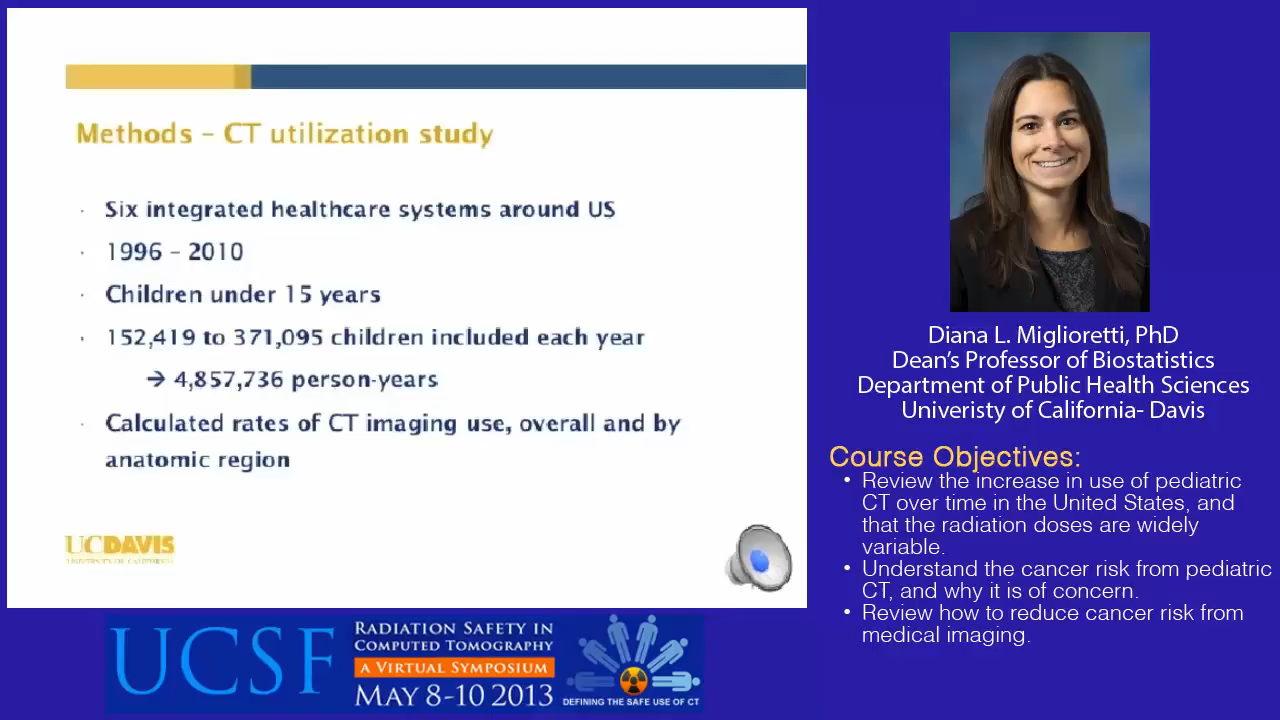 Methods – CT utilization study
· Six integrated healthcare systems around US
· 1996 – 2010
· Children under 15 years
· 152,419 to 371,095 children included each year
→ 4,857,736 person-years
· Calculated rates of CT imaging use, overall and by
anatomic region
UCDAVIS
UNIVERSITY OF CALIFORNIA
Diana L. Miglioretti, PhD
Dean's Professor of Biostatistics
Department of Public Health Sciences
Univeristy of California- Davis
Course Objectives:
• Review the increase in use of pediatric
CT over time in the United States, and
that the radiation doses are widely
variable.
• Understand the cancer risk from pediatric
CT, and why it is of concern.
• Review how to reduce cancer risk from
medical imaging.
UCSF
RADIATION SAFETY IN
COMPUTED TOMOGRAPHY
A VIRTUAL SYMPOSIUM
MAY 8-10 2013
DEFINING THE SAFE USE OF CT